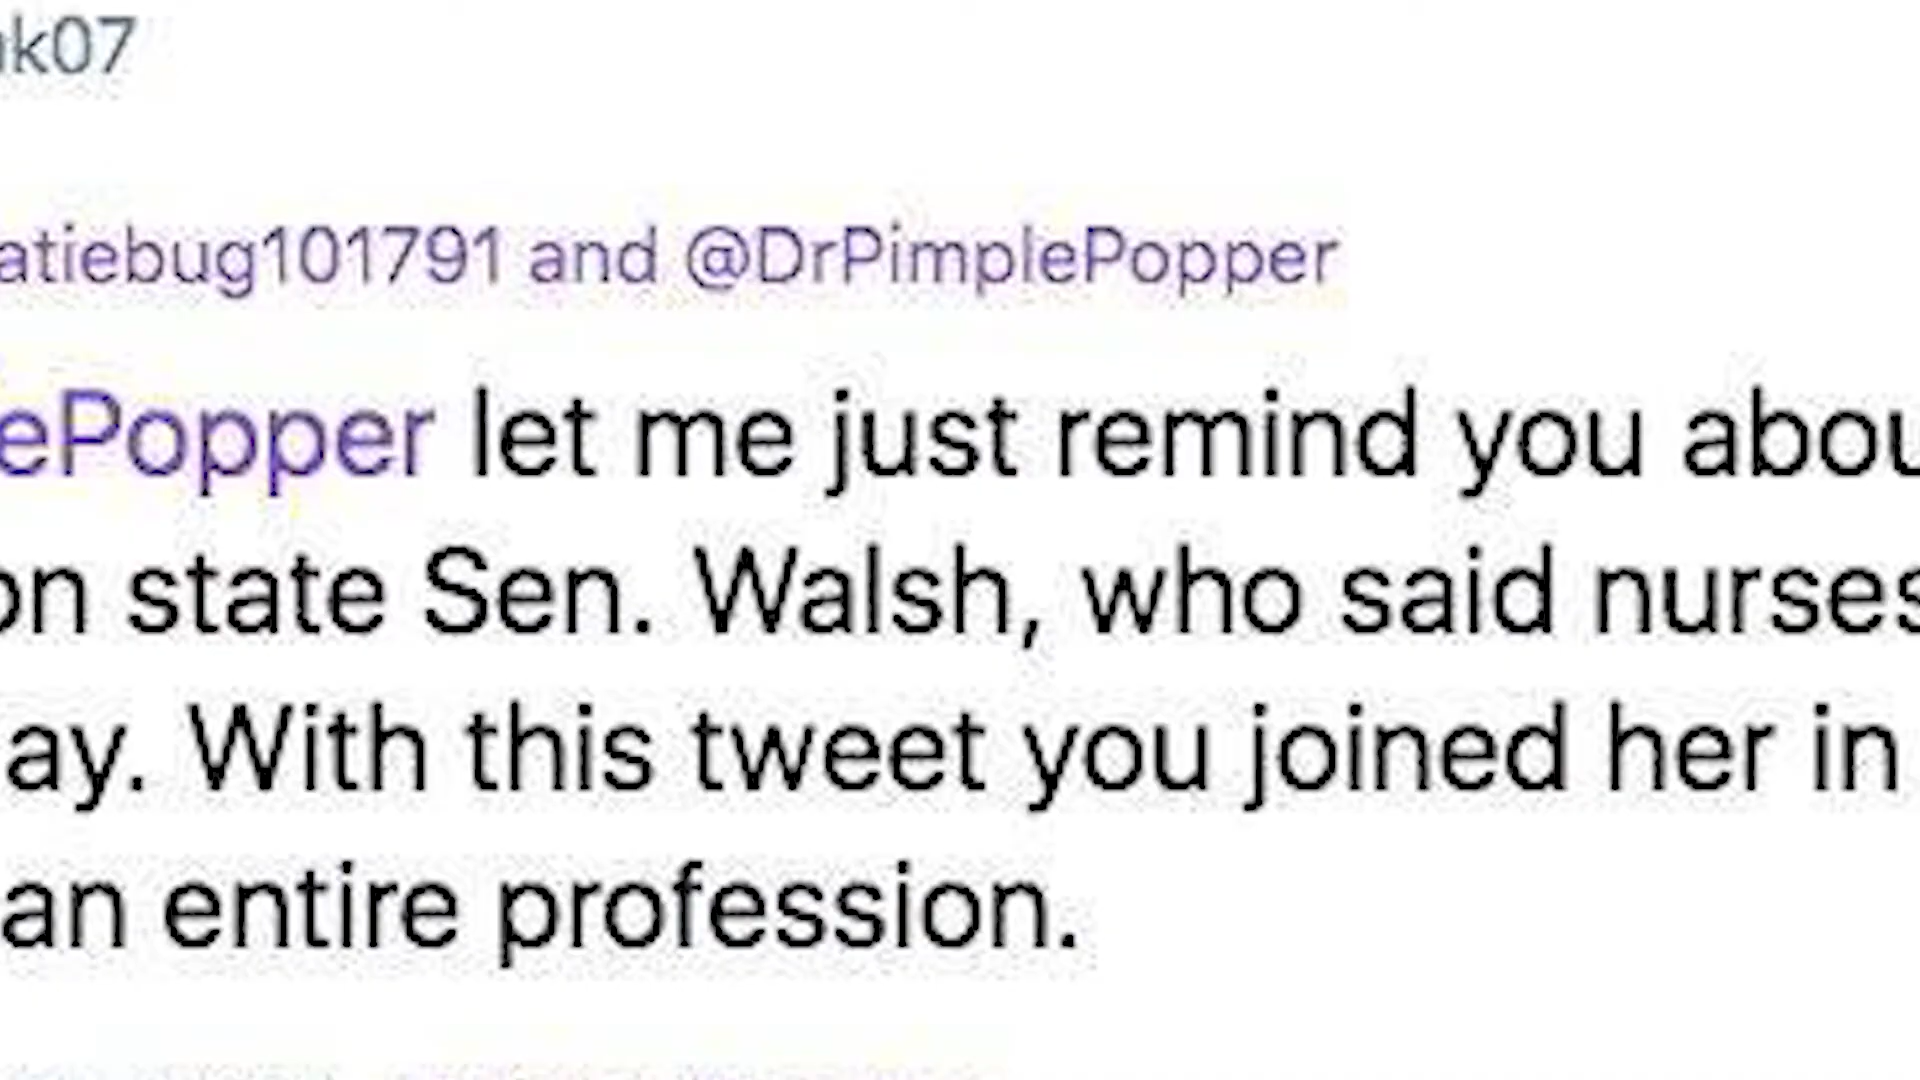 k07
atiebug101791 and @DrPimplePopper
ePopper let me just remind you abou
on state Sen. Walsh, who said nurses
ay. With this tweet you joined her in
an entire profession.